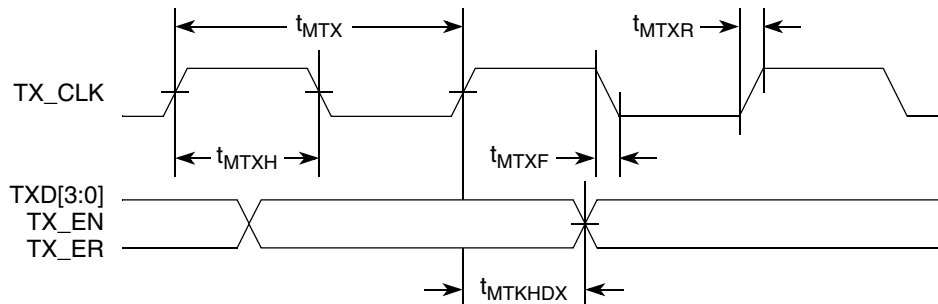 tMTX
tMTXR
TX_CLK
tMTXH
tMTXF
TXD[3:0]
TX_EN
TX_ER
tMTKHDX